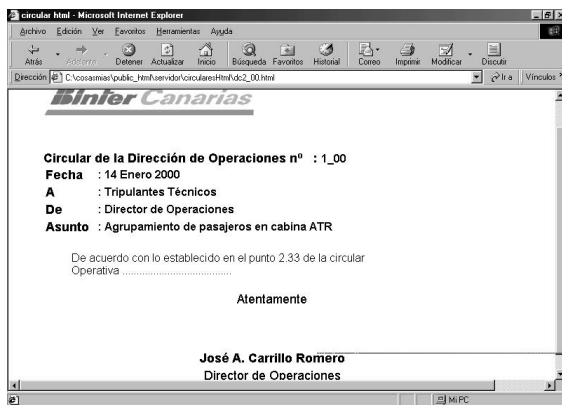 circular html - Microsoft Internet Explorer
Archivo Edición Ver Favoritos Herramientas Ayuda
Atrás Adelante Detener Actualizar Inicio Búsqueda Favoritos Historial Correo Imprimir Modificar Discutir
Dirección C:\cosasmias\public_html\servidor\circularesHtml\dc2_00.html Ir a Vínculos »
Binter Canarias
Circular de la Dirección de Operaciones nº : 1_00
Fecha : 14 Enero 2000
A : Tripulantes Técnicos
De : Director de Operaciones
Asunto : Agrupamiento de pasajeros en cabina ATR
De acuerdo con lo establecido en el punto 2.33 de la circular
Operativa ......................................
Atentamente
José A. Carrillo Romero
Director de Operaciones
Mi PC